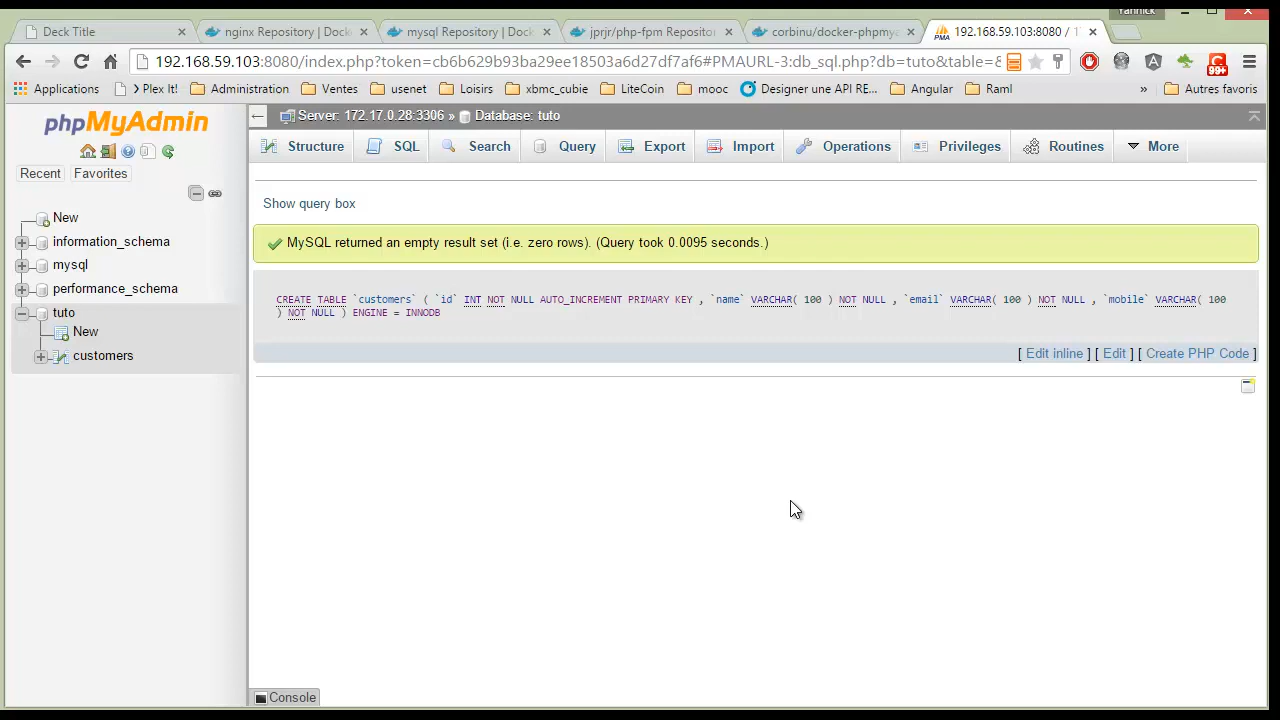 Yannick
Deck Title
nginx Repository | Dock
sql Repository | Docke
jprjr/php-fpm Repositor
corbinu/docker-phpmya
192.168.59.103:8080 / 1
192.168.59.103:8080/index.php?token=cb6b629b93ba29ee13503a6d27df7af6#PMAURL-3:db_sql.php?db=tuto&table=&
99+
Applications
> Plex It!
Administration
Ventes
usenet
Loisirs
xbmc_cubie
LiteCoin
mooc
Designer une API RE...
Angular
Raml
»
Autres favoris
phpMyAdmin
Recent
Favorites
New
information_schema
mysql
performance_schema
tuto
New
customers
Server: 172.17.0.28:3306 » Database: tuto
Structure
SQL
Search
Query
Export
Import
Operations
Privileges
Routines
More
Show query box
MySQL returned an empty result set (i.e. zero rows). (Query took 0.0095 seconds.)
CREATE TABLE `customers` ( `id` INT NOT NULL AUTO_INCREMENT PRIMARY KEY , `name` VARCHAR( 100 ) NOT NULL , `email` VARCHAR( 100 ) NOT NULL , `mobile` VARCHAR( 100
) NOT NULL ) ENGINE = INNODB
[ Edit inline ] [ Edit ] [ Create PHP Code ]
Console